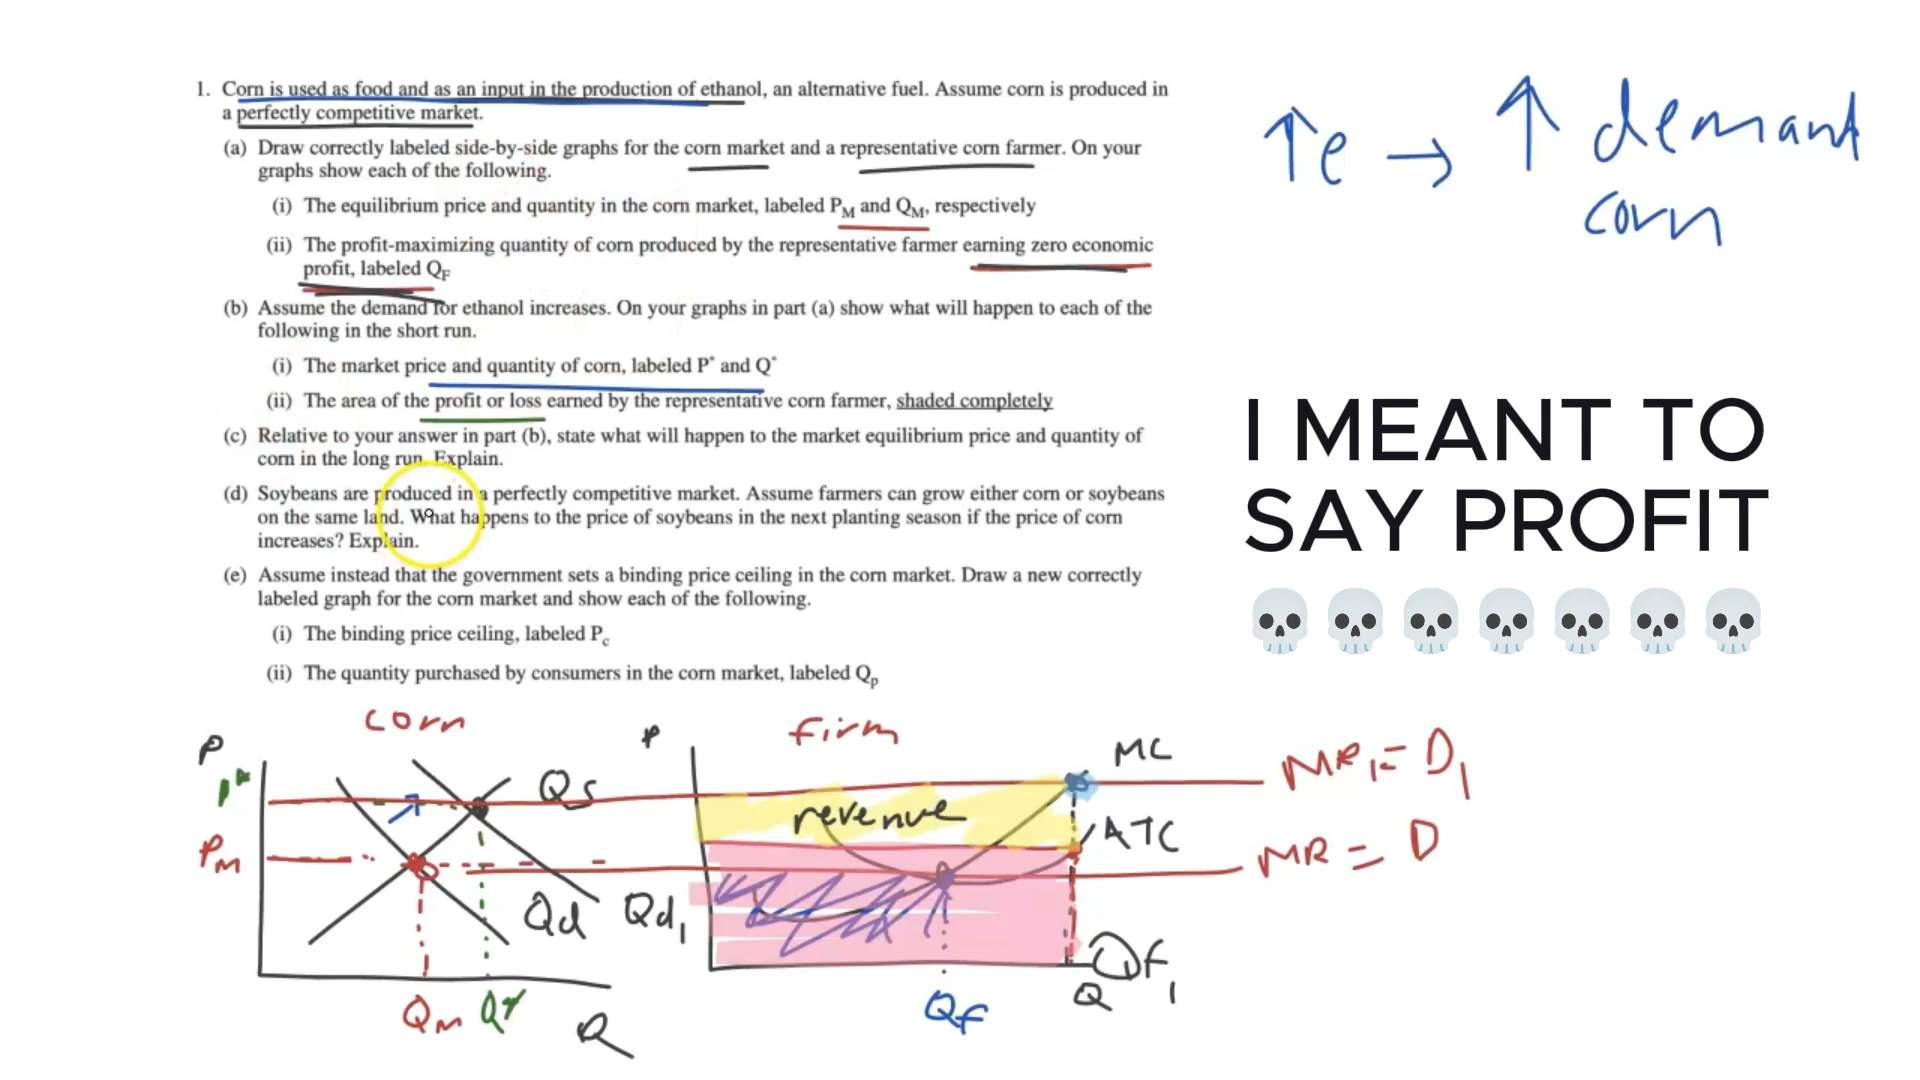 1. Corn is used as food and as an input in the production of ethanol, an alternative fuel. Assume corn is produced in
a perfectly competitive market.
(a) Draw correctly labeled side-by-side graphs for the corn market and a representative corn farmer. On your
graphs show each of the following.
(i) The equilibrium price and quantity in the corn market, labeled PM and QM, respectively
(ii) The profit-maximizing quantity of corn produced by the representative farmer earning zero economic
profit, labeled QF
(b) Assume the demand for ethanol increases. On your graphs in part (a) show what will happen to each of the
following in the short run.
(i) The market price and quantity of corn, labeled P* and Q*
(ii) The area of the profit or loss earned by the representative corn farmer, shaded completely
(c) Relative to your answer in part (b), state what will happen to the market equilibrium price and quantity of
corn in the long run. Explain.
(d) Soybeans are produced in a perfectly competitive market. Assume farmers can grow either corn or soybeans
on the same land. What happens to the price of soybeans in the next planting season if the price of corn
increases? Explain.
(e) Assume instead that the government sets a binding price ceiling in the corn market. Draw a new correctly
labeled graph for the corn market and show each of the following.
(i) The binding price ceiling, labeled Pc
(ii) The quantity purchased by consumers in the corn market, labeled Qp
↑e → ↑ demand
corn
I MEANT TO
SAY PROFIT
💀💀💀💀💀💀💀
corn
P
P*
PM
Qs
Qd
Qd1
QM
Q*
Q
firm
P
MC
MR1 = D1
revenue
ATC
MR = D
Qf1
Q
Qf